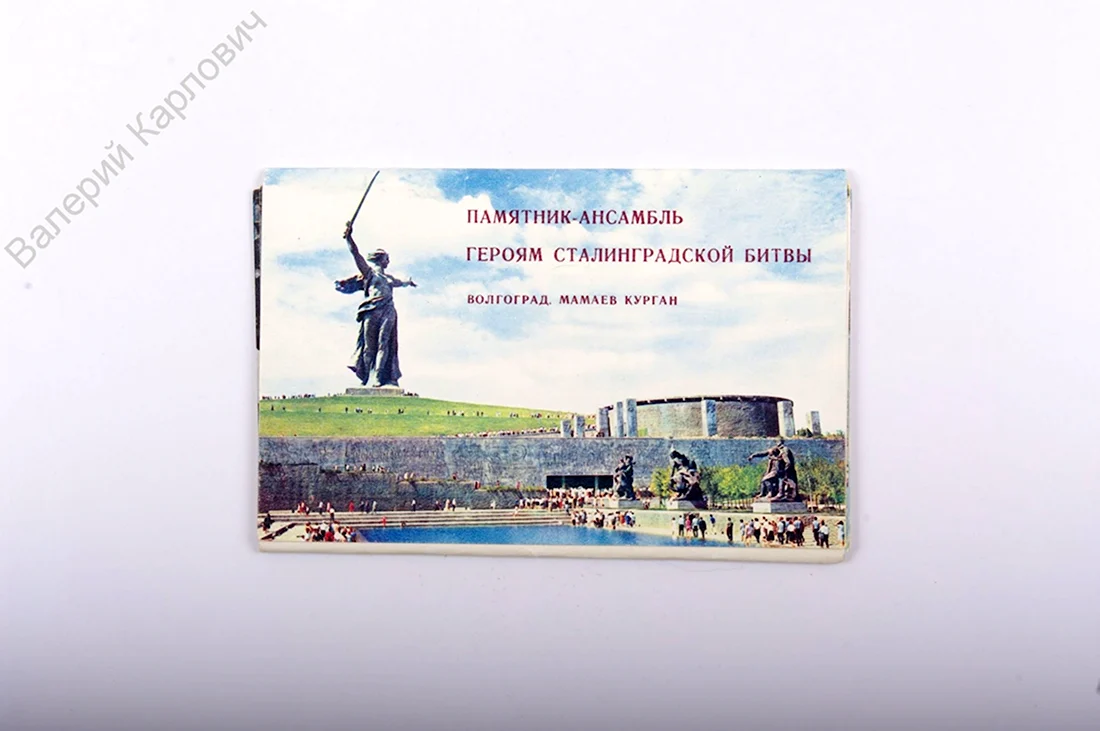 Валерий Карлович
ПАМЯТНИК-АНСАМБЛЬ
ГЕРОЯМ СТАЛИНГРАДСКОЙ БИТВЫ
ВОЛГОГРАД. МАМАЕВ КУРГАН